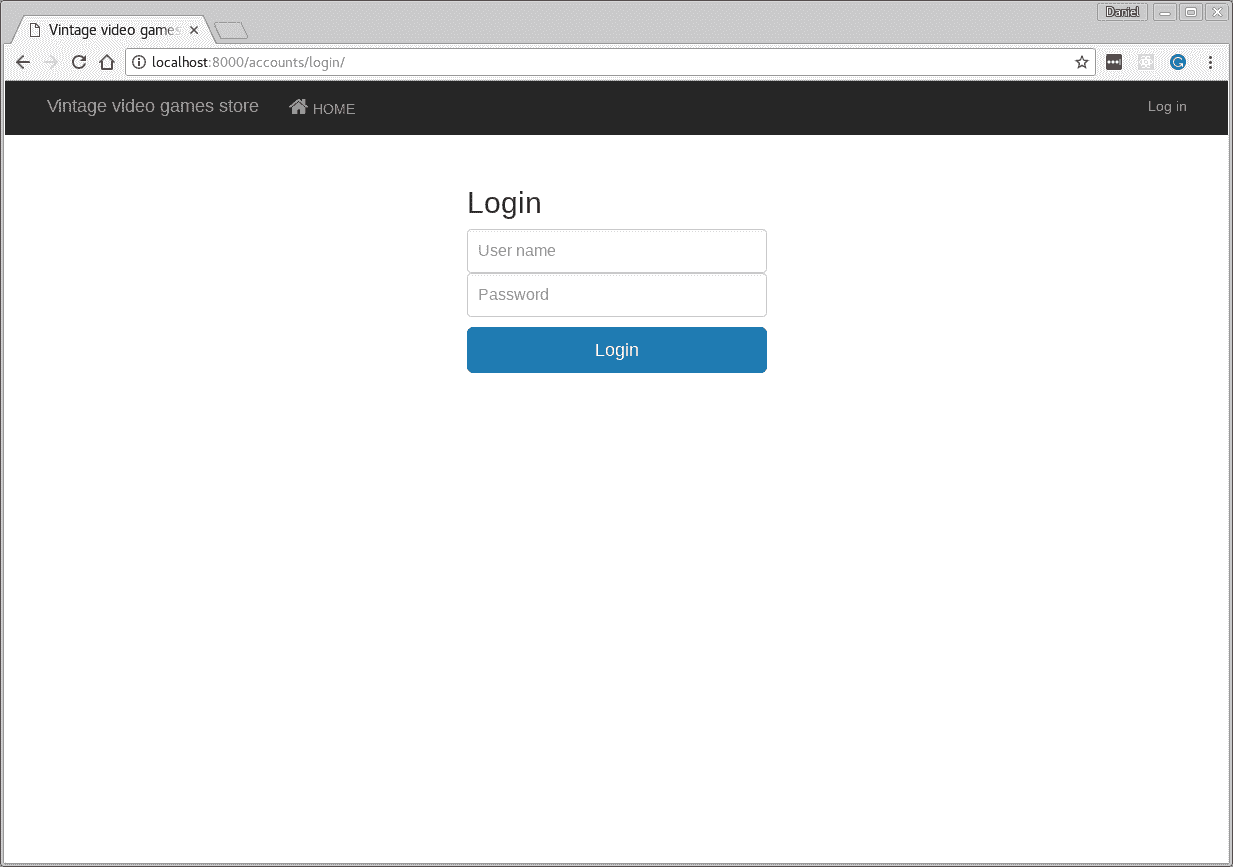 Daniel
Vintage video games
localhost:8000/accounts/login/
Vintage video games store HOME Log in
Login
User name
Password
Login